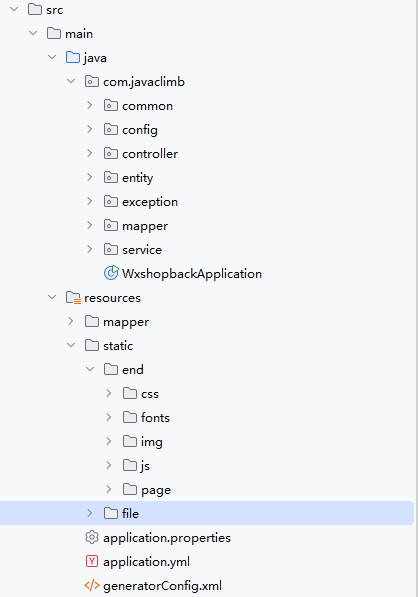 src
main
java
com.javaclimb
common
config
controller
entity
exception
mapper
service
WxshopbackApplication
resources
mapper
static
end
css
fonts
img
js
page
file
application.properties
Y application.yml
</> generatorConfig.xml